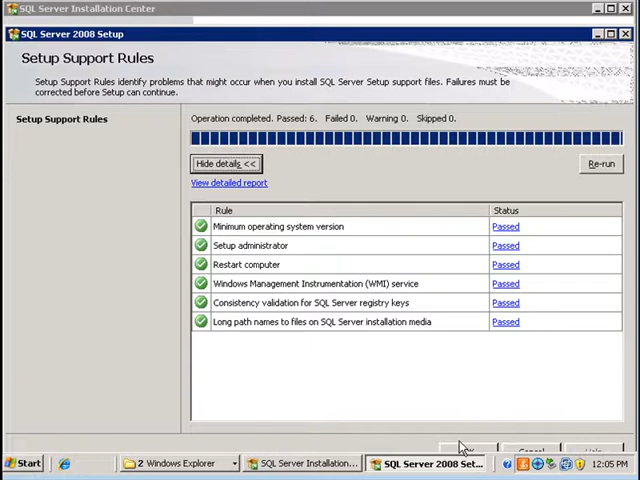 SQL Server Installation Center
SQL Server 2008 Setup
Setup Support Rules
Setup Support Rules identify problems that might occur when you install SQL Server Setup support files. Failures must be
corrected before Setup can continue.
Setup Support Rules
Operation completed. Passed: 6. Failed 0. Warning 0. Skipped 0.
Hide details <<
Re-run
View detailed report
Rule Status
Minimum operating system version Passed
Setup administrator Passed
Restart computer Passed
Windows Management Instrumentation (WMI) service Passed
Consistency validation for SQL Server registry keys Passed
Long path names to files on SQL Server installation media Passed
Cancel Help
Start 2 Windows Explorer SQL Server Installation... SQL Server 2008 Set... 12:05 PM